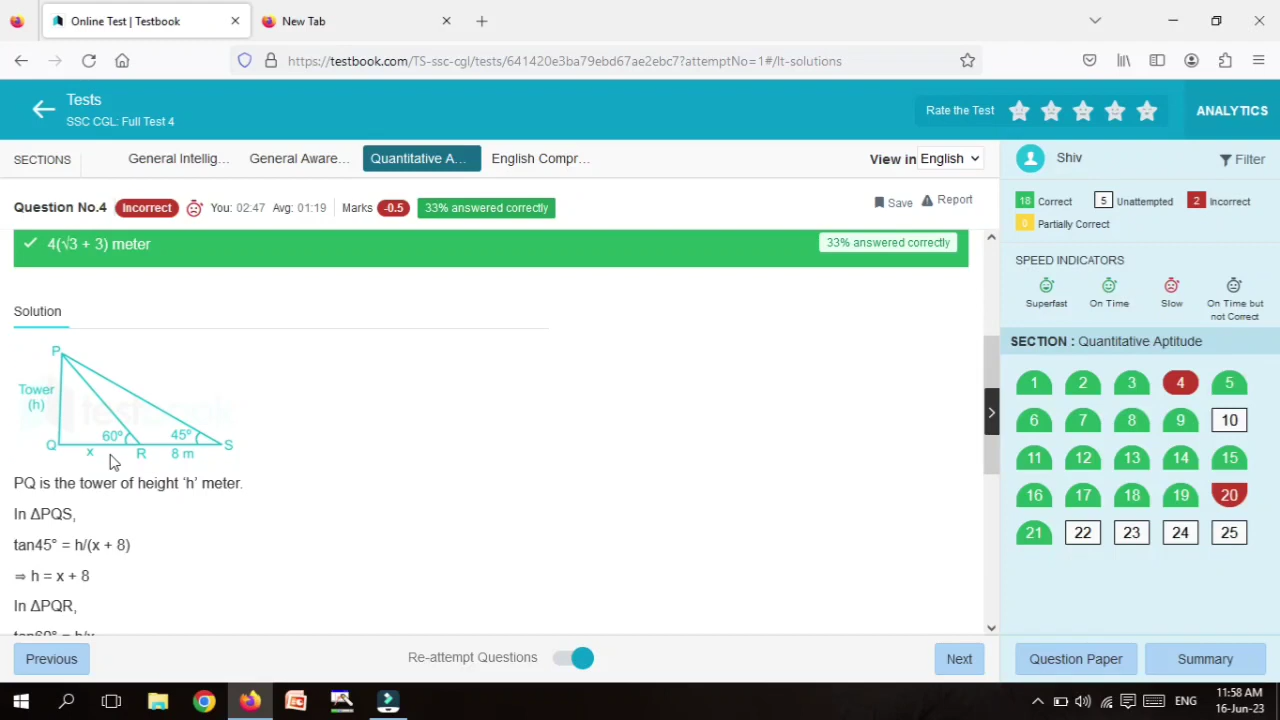 Online Test | Testbook
New Tab
https://testbook.com/TS-ssc-cgl/tests/641420e3ba79ebd67ae2ebc7?attemptNo=1#/lt-solutions
Tests
SSC CGL: Full Test 4
Rate the Test
ANALYTICS
SECTIONS
General Intellig...
General Aware...
Quantitative A...
English Compr...
View in English
Shiv
Filter
Question No.4 Incorrect You: 02:47 Avg: 01:19 Marks -0.5 33% answered correctly
Save Report
18 Correct 5 Unattempted 2 Incorrect
0 Partially Correct
4(√3 + 3) meter
33% answered correctly
SPEED INDICATORS
Superfast
On Time
Slow
On Time but not Correct
Solution
SECTION : Quantitative Aptitude
P
Tower
(h)
testbook
60º 45º
Q x R 8 m S
1 2 3 4 5
6 7 8 9 10
11 12 13 14 15
16 17 18 19 20
21 22 23 24 25
PQ is the tower of height ‘h’ meter.
In ΔPQS,
tan45° = h/(x + 8)
⇒ h = x + 8
In ΔPQR,
tan60° = h/x
Previous
Re-attempt Questions
Next
Question Paper
Summary
ENG
11:58 AM
16-Jun-23